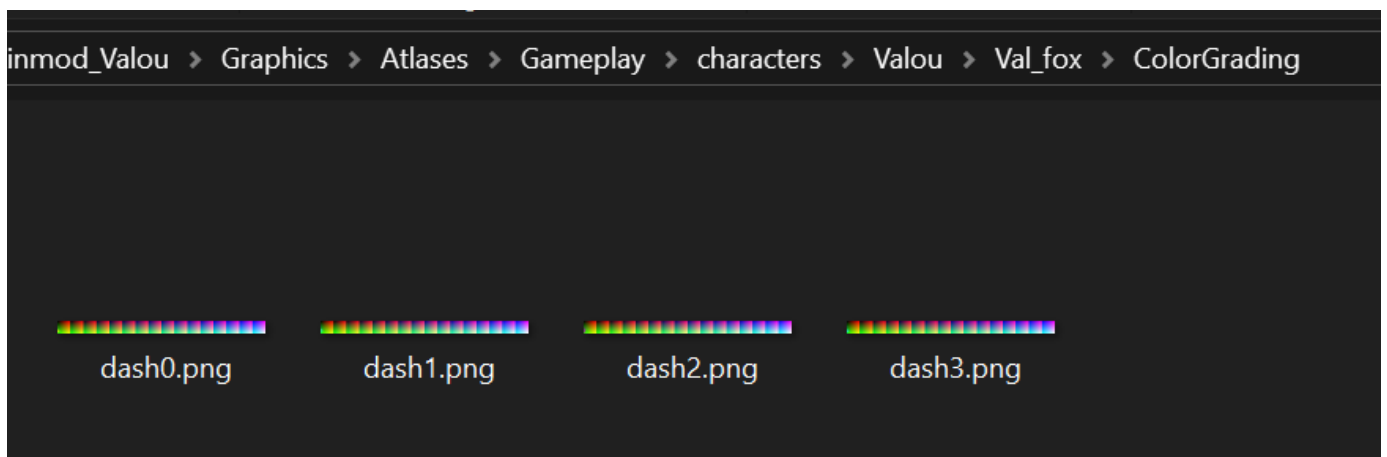 inmod_Valou > Graphics > Atlases > Gameplay > characters > Valou > Val_fox > ColorGrading
dash0.png dash1.png dash2.png dash3.png